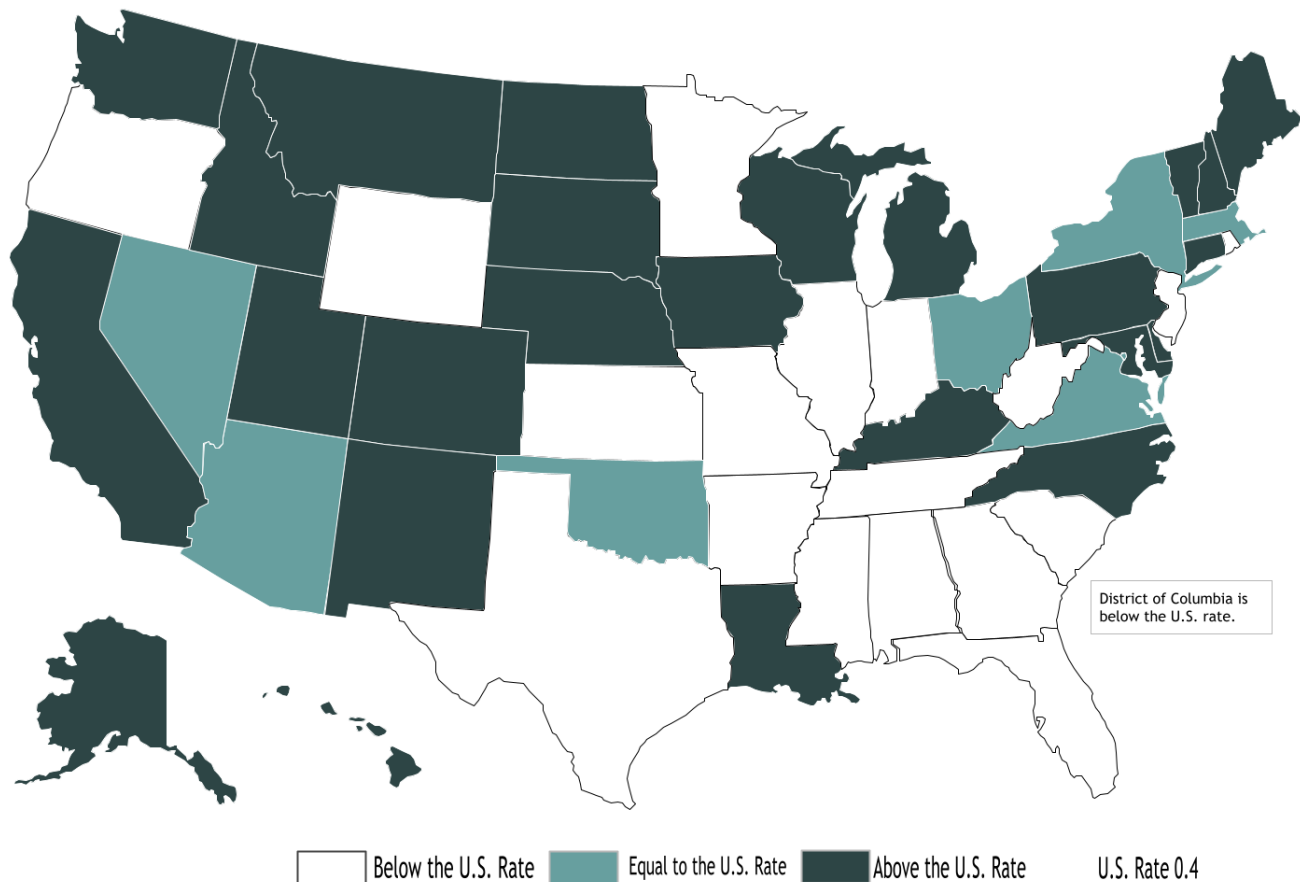 District of Columbia is
below the U.S. rate.
Below the U.S. Rate
Equal to the U.S. Rate
Above the U.S. Rate
U.S. Rate 0.4